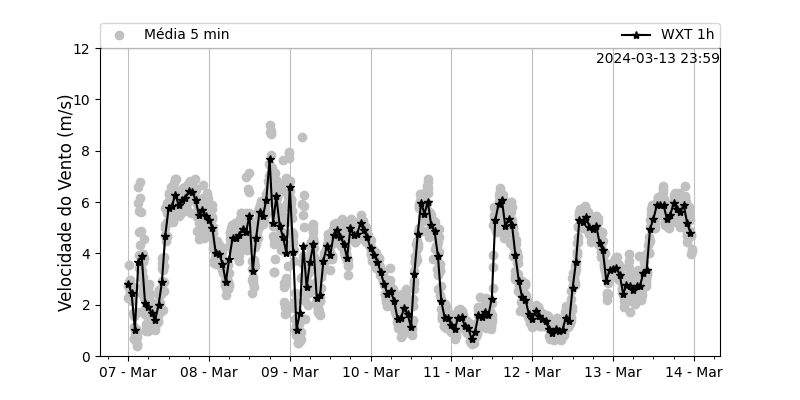 Média 5 min
WXT 1h
2024-03-13 23:59
Velocidade do Vento (m/s)
12
10
8
6
4
2
0
07 - Mar
08 - Mar
09 - Mar
10 - Mar
11 - Mar
12 - Mar
13 - Mar
14 - Mar